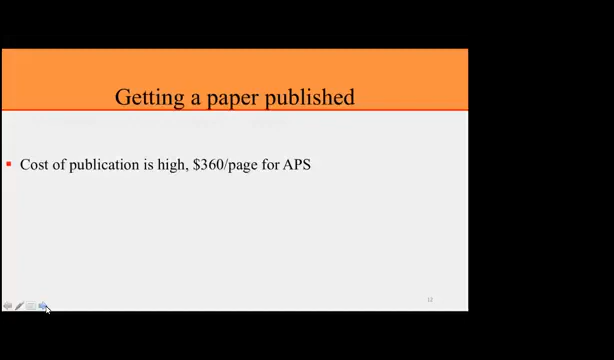 Getting a paper published
Cost of publication is high, $360/page for APS
12